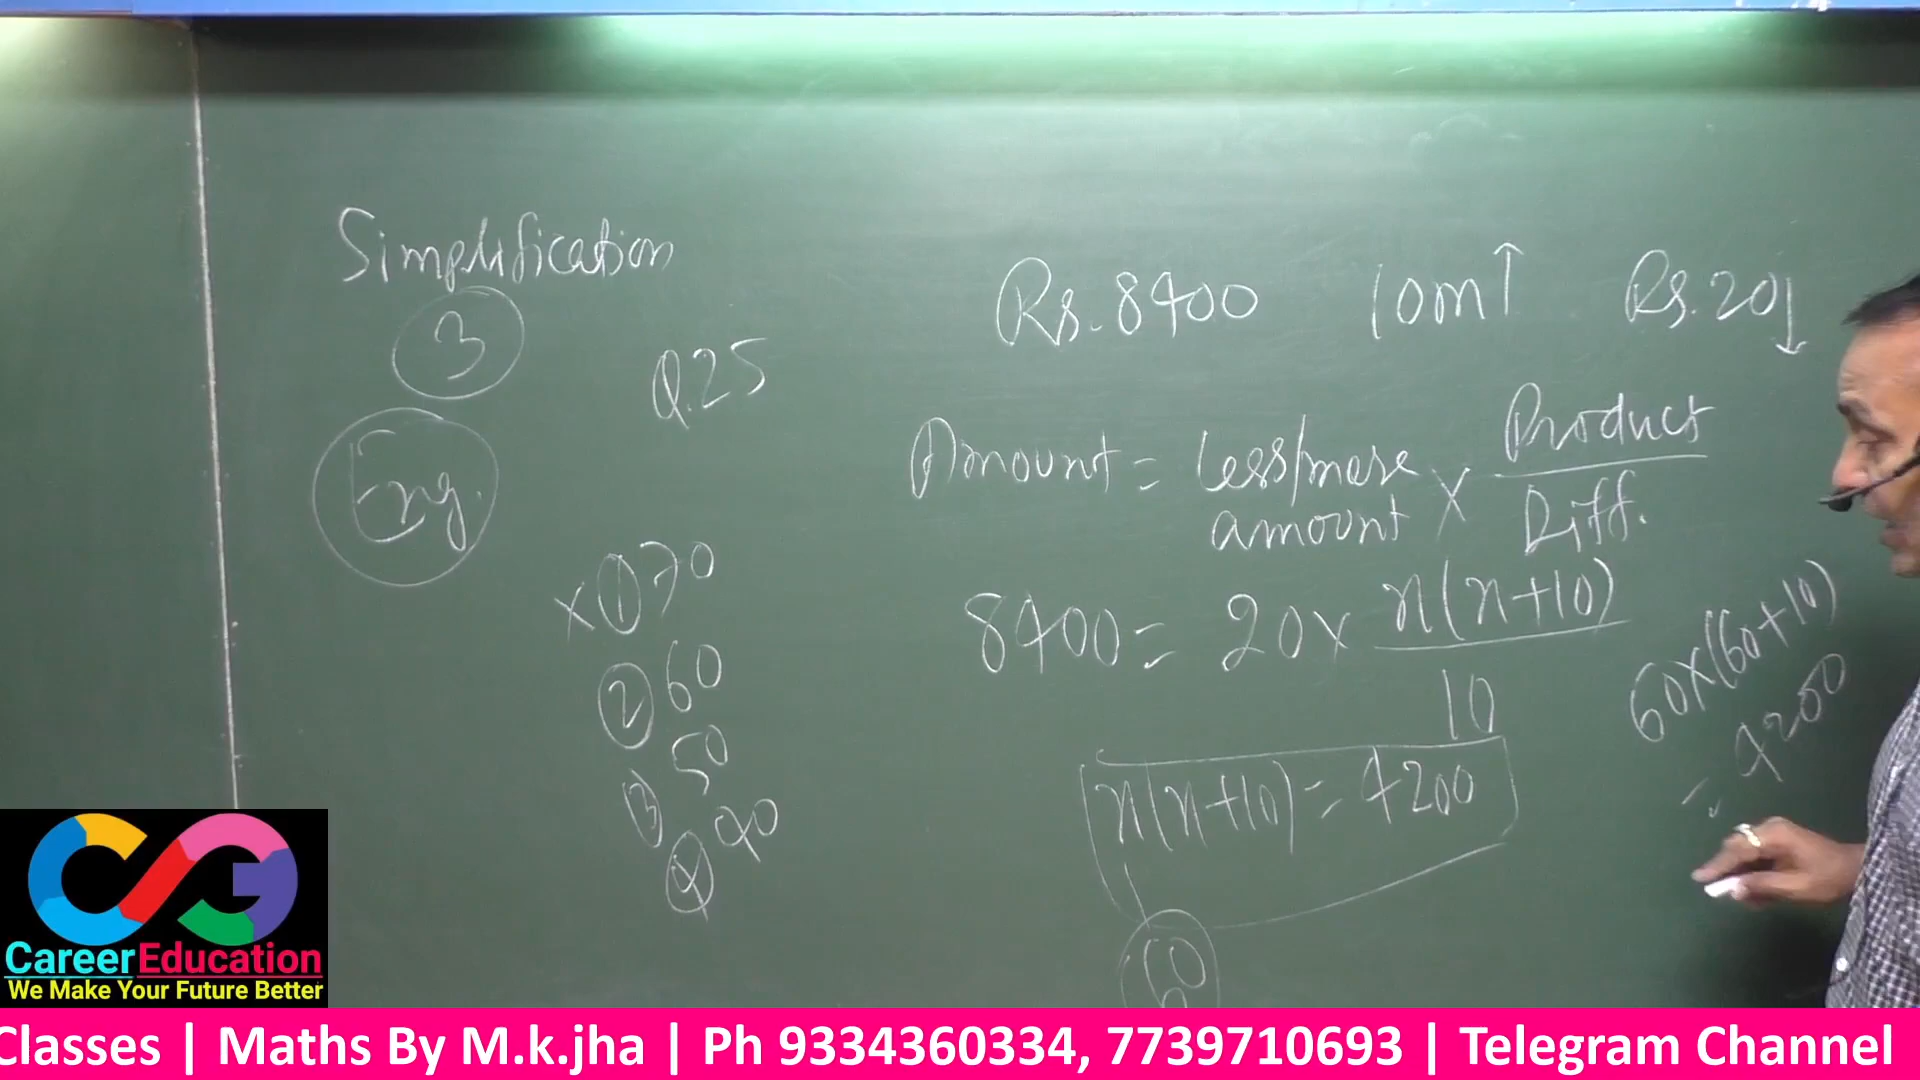 Simplification
3
Q.25
Eng.
× 1 70
2 60
3 50
4 90
Rs. 8400 10m↑ Rs. 20↓
Amount = Less/more amount × Product / Diff.
8400 = 20 × x(x+10) / 10
x(x+10) = 4200
60
60×(60+10)
= 4200
CareerEducation
We Make Your Future Better
Classes | Maths By M.k.jha | Ph 9334360334, 7739710693 | Telegram Channel